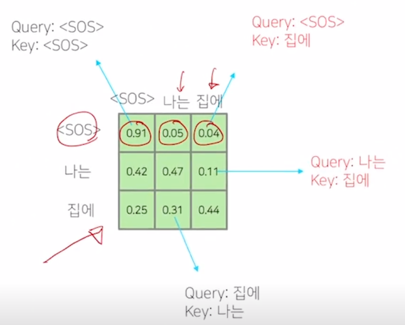 Query: <SOS>
Key: <SOS>
Query: <SOS>
Key: 집에
<SOS> 나는 집에
<SOS> 0.91 0.05 0.04
나는 0.42 0.47 0.11
Query: 나는
Key: 집에
집에 0.25 0.31 0.44
Query: 집에
Key: 나는